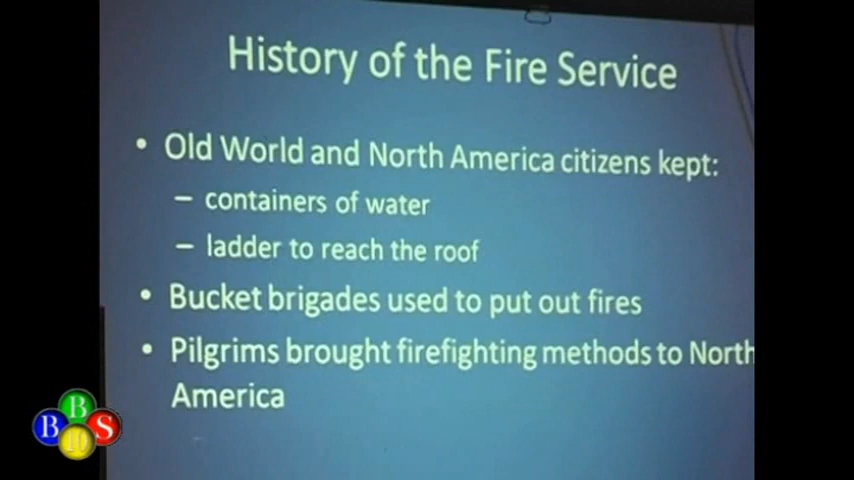 History of the Fire Service
• Old World and North America citizens kept:
– containers of water
– ladder to reach the roof
• Bucket brigades used to put out fires
• Pilgrims brought firefighting methods to North
America
B
B S
10